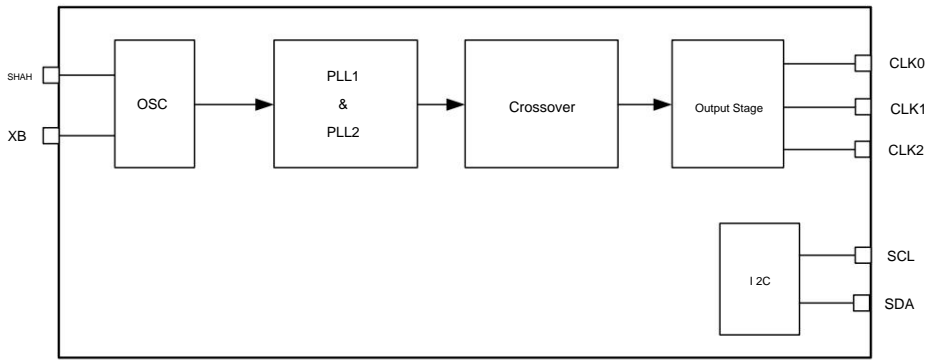 SHAH
XB
OSC
PLL1
&
PLL2
Crossover
Output Stage
CLK0
CLK1
CLK2
I 2C
SCL
SDA